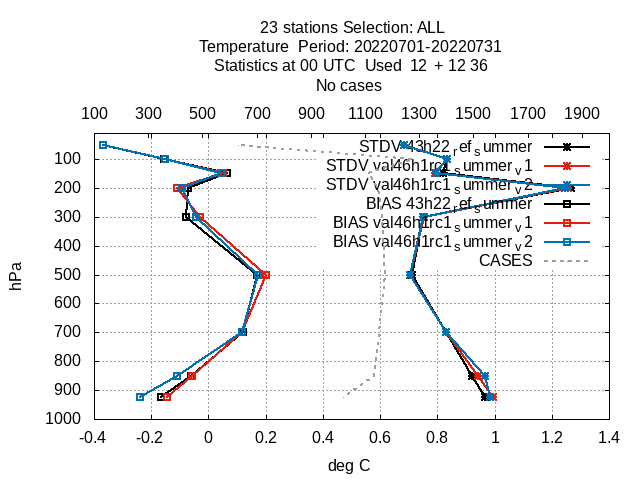 23 stations Selection: ALL
Temperature Period: 20220701-20220731
Statistics at 00 UTC Used 12 + 12 36
No cases
100 350 600 700 900 1100 1300 1500 1700 1900
STDV 43h22_ref_summer
STDV val46h1rc1_summer_v1
STDV val46h1rc1_summer_v2
BIAS 43h22_ref_summer
BIAS val46h1rc1_summer_v1
BIAS val46h1rc1_summer_v2
CASES
100
200
300
400
500
600
700
800
900
1000
hPa
-0.4 -0.2 0 0.2 0.4 0.6 0.8 1 1.2 1.4
deg C